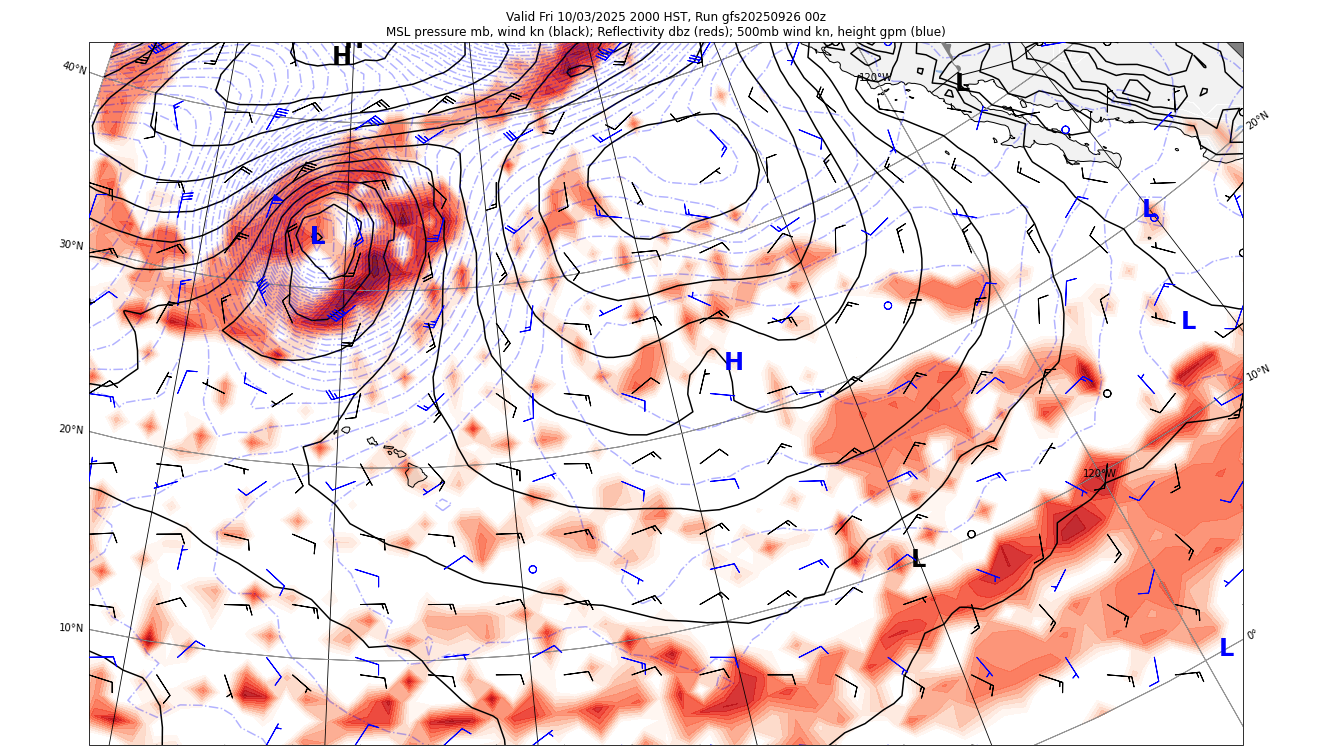 Valid Fri 10/03/2025 2000 HST, Run gfs20250926 00z
MSL pressure mb, wind kn (black); Reflectivity dbz (reds); 500mb wind kn, height gpm (blue)
H
40°N
120°W
L
20°N
L
L
30°N
L
H
10°N
20°N
120°W
L
10°N
0°
L